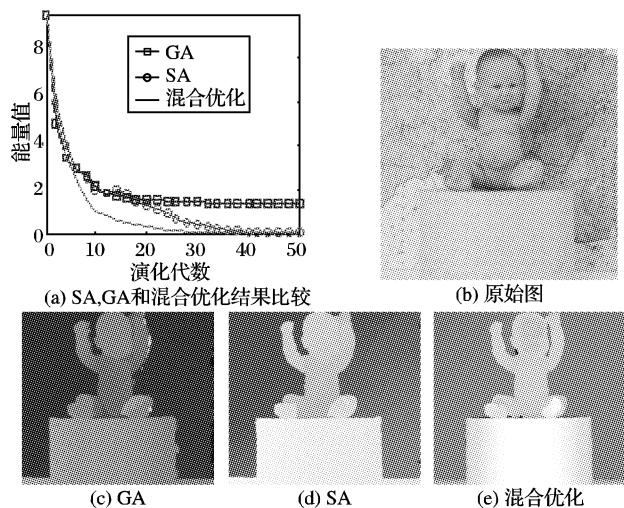 8
6
4
2
0
能量值
GA
SA
混合优化
0 10 20 30 40 50
演化代数
(a) SA,GA和混合优化结果比较
(b) 原始图
(c) GA
(d) SA
(e) 混合优化